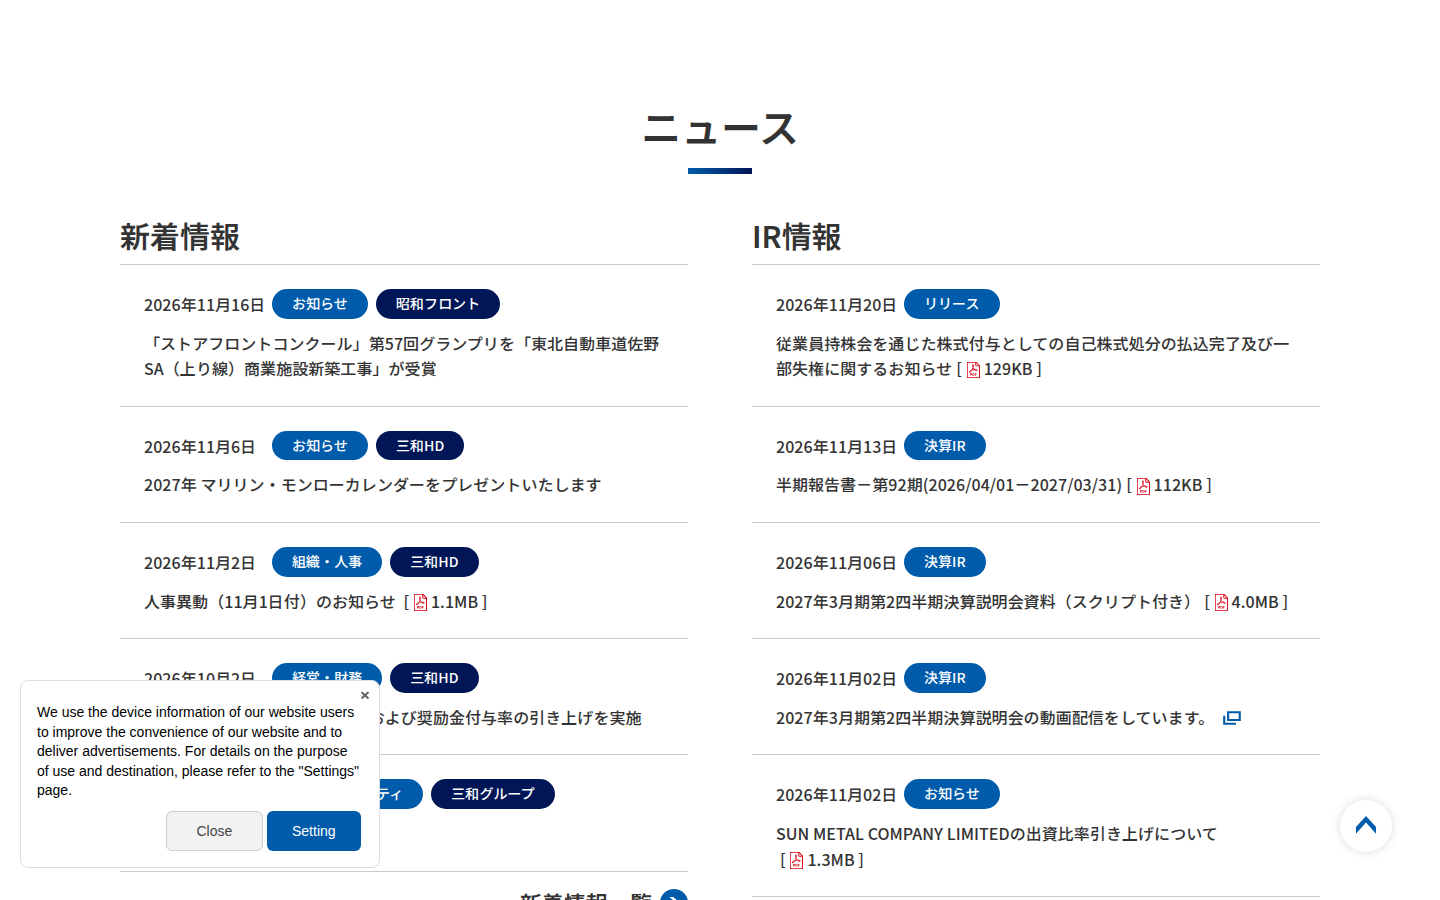 ニュース
新着情報
2026年11月16日 お知らせ 昭和フロント
「ストアフロントコンクール」第57回グランプリを「東北自動車道佐野
SA（上り線）商業施設新築工事」が受賞
2026年11月6日 お知らせ 三和HD
2027年 マリリン・モンローカレンダーをプレゼントいたします
2026年11月2日 組織・人事 三和HD
人事異動（11月1日付）のお知らせ [ 1.1MB ]
2026年10月2日 経営・財務 三和HD
および奨励金付与率の引き上げを実施
ティ 三和グループ
新着情報一覧
IR情報
2026年11月20日 リリース
従業員持株会を通じた株式付与としての自己株式処分の払込完了及び一
部失権に関するお知らせ [ 129KB ]
2026年11月13日 決算IR
半期報告書－第92期(2026/04/01－2027/03/31) [ 112KB ]
2026年11月06日 決算IR
2027年3月期第2四半期決算説明会資料（スクリプト付き） [ 4.0MB ]
2026年11月02日 決算IR
2027年3月期第2四半期決算説明会の動画配信をしています。
2026年11月02日 お知らせ
SUN METAL COMPANY LIMITEDの出資比率引き上げについて
[ 1.3MB ]
×
We use the device information of our website users
to improve the convenience of our website and to
deliver advertisements. For details on the purpose
of use and destination, please refer to the "Settings"
page.
Close Setting